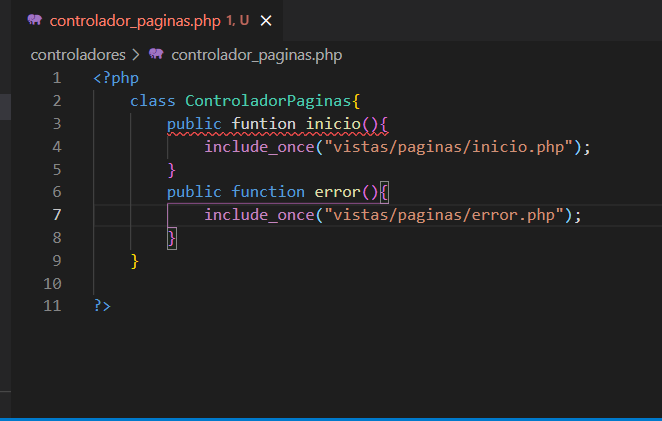 controlador_paginas.php 1, U
controladores > controlador_paginas.php
1 <?php
2 class ControladorPaginas{
3 public funtion inicio(){
4 include_once("vistas/paginas/inicio.php");
5 }
6 public function error(){
7 include_once("vistas/paginas/error.php");
8 }
9 }
10
11 ?>